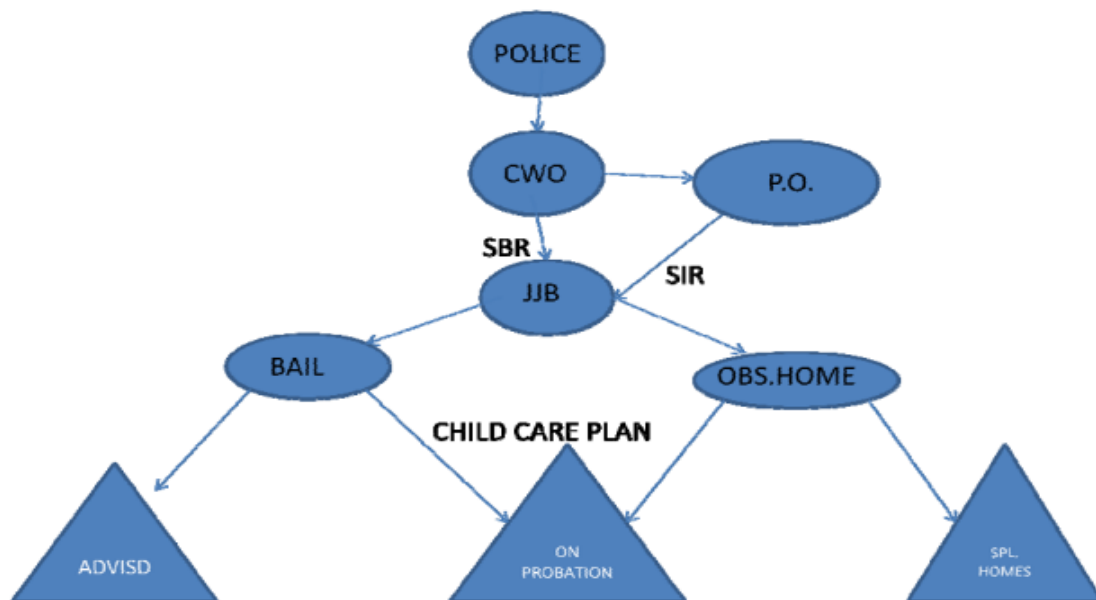 POLICE
CWO
P.O.
SBR
SIR
JJB
BAIL
OBS.HOME
CHILD CARE PLAN
ADVISD
ON
PROBATION
SPL.
HOMES